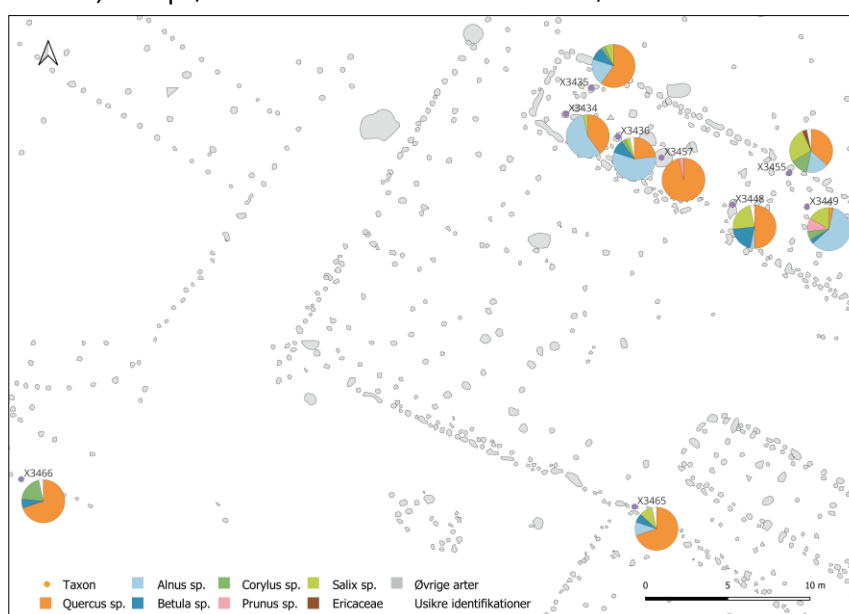 X3435
X3434
X3436
X3457
X3455
X3448
X3449
X3466
X3465
Taxon Alnus sp. Corylus sp. Salix sp. Øvrige arter
Quercus sp. Betula sp. Prunus sp. Ericaceae Usikre identifikationer
0 5 10 m